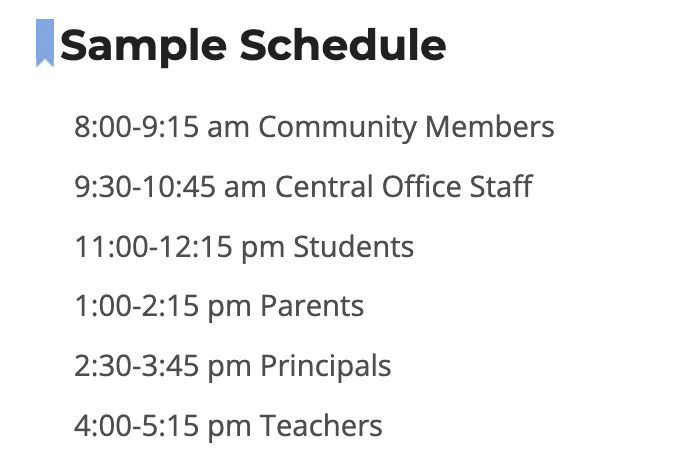 Sample Schedule
8:00-9:15 am Community Members
9:30-10:45 am Central Office Staff
11:00-12:15 pm Students
1:00-2:15 pm Parents
2:30-3:45 pm Principals
4:00-5:15 pm Teachers